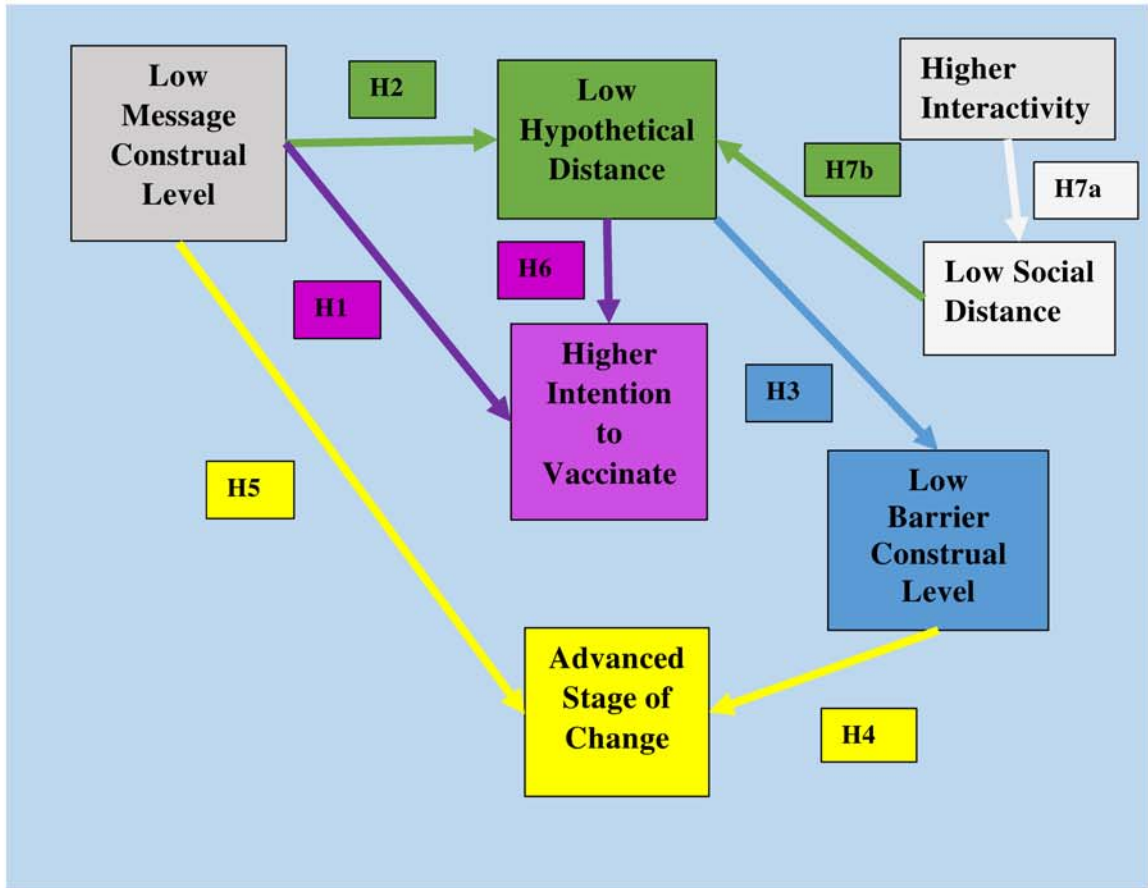 Low
Message
Construal
Level
H2
Low
Hypothetical
Distance
Higher
Interactivity
H7b
H7a
Low Social
Distance
H1
H6
Higher
Intention
to
Vaccinate
H3
H5
Low
Barrier
Construal
Level
Advanced
Stage of
Change
H4